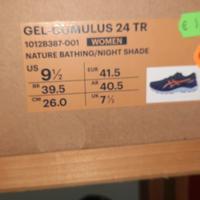 GEL-CUMULUS 24 TR
1012B387-001 WOMEN
NATURE BATHING/NIGHT SHADE
US 9½ EUR 41.5
BR 39.5 AR 40.5
CM 26.0 UK 7½
€